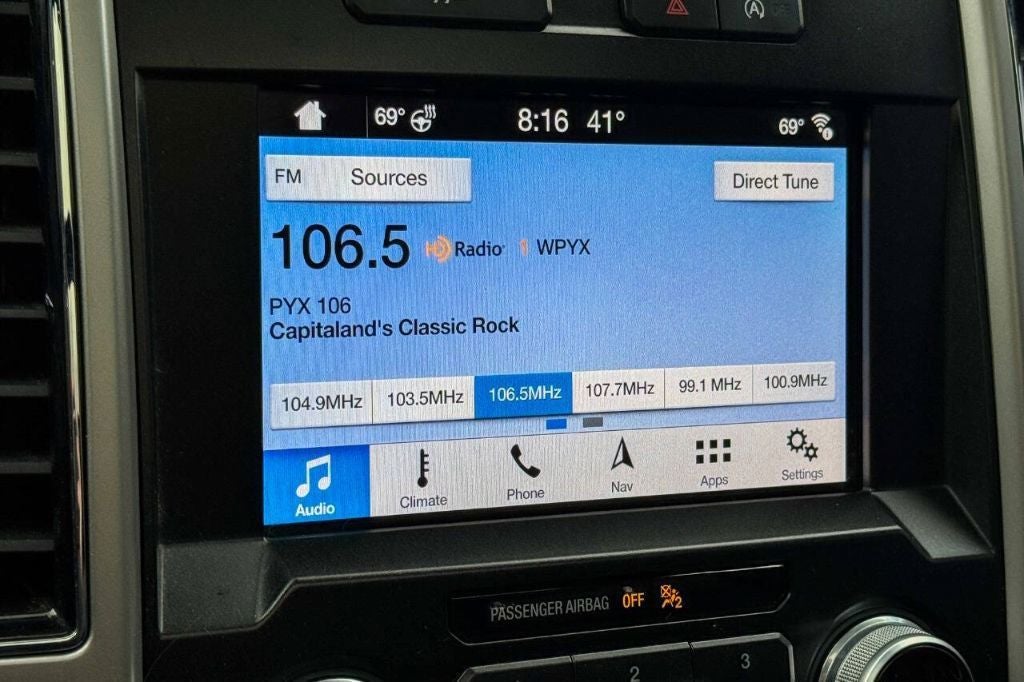 69° 8:16 41° 69°
FM Sources Direct Tune
106.5 HD Radio 1 WPYX
PYX 106
Capitaland's Classic Rock
104.9MHz 103.5MHz 106.5MHz 107.7MHz 99.1 MHz 100.9MHz
Audio Climate Phone Nav Apps Settings
PASSENGER AIRBAG OFF 2
2 3